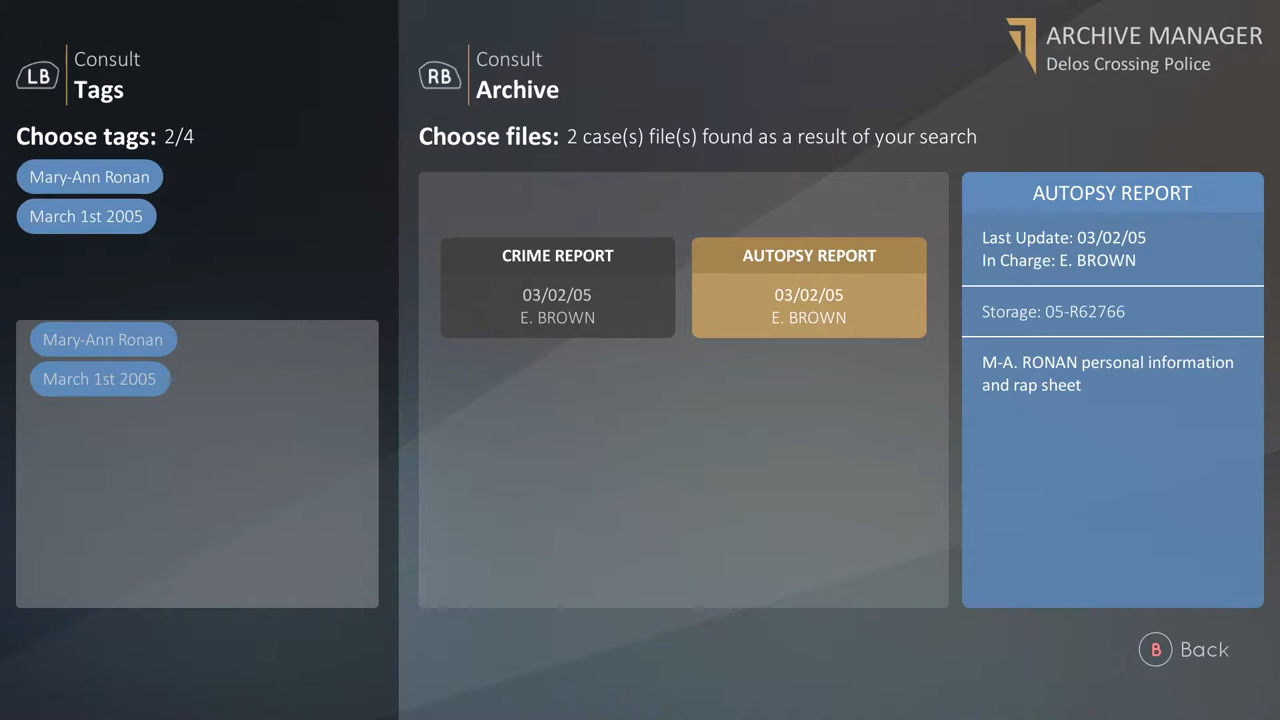 LB
Consult
Tags
Choose tags: 2/4
Mary-Ann Ronan
March 1st 2005
Mary-Ann Ronan
March 1st 2005
RB
Consult
Archive
Choose files: 2 case(s) file(s) found as a result of your search
CRIME REPORT
03/02/05
E. BROWN
AUTOPSY REPORT
03/02/05
E. BROWN
ARCHIVE MANAGER
Delos Crossing Police
AUTOPSY REPORT
Last Update: 03/02/05
In Charge: E. BROWN
Storage: 05-R62766
M-A. RONAN personal information
and rap sheet
B Back